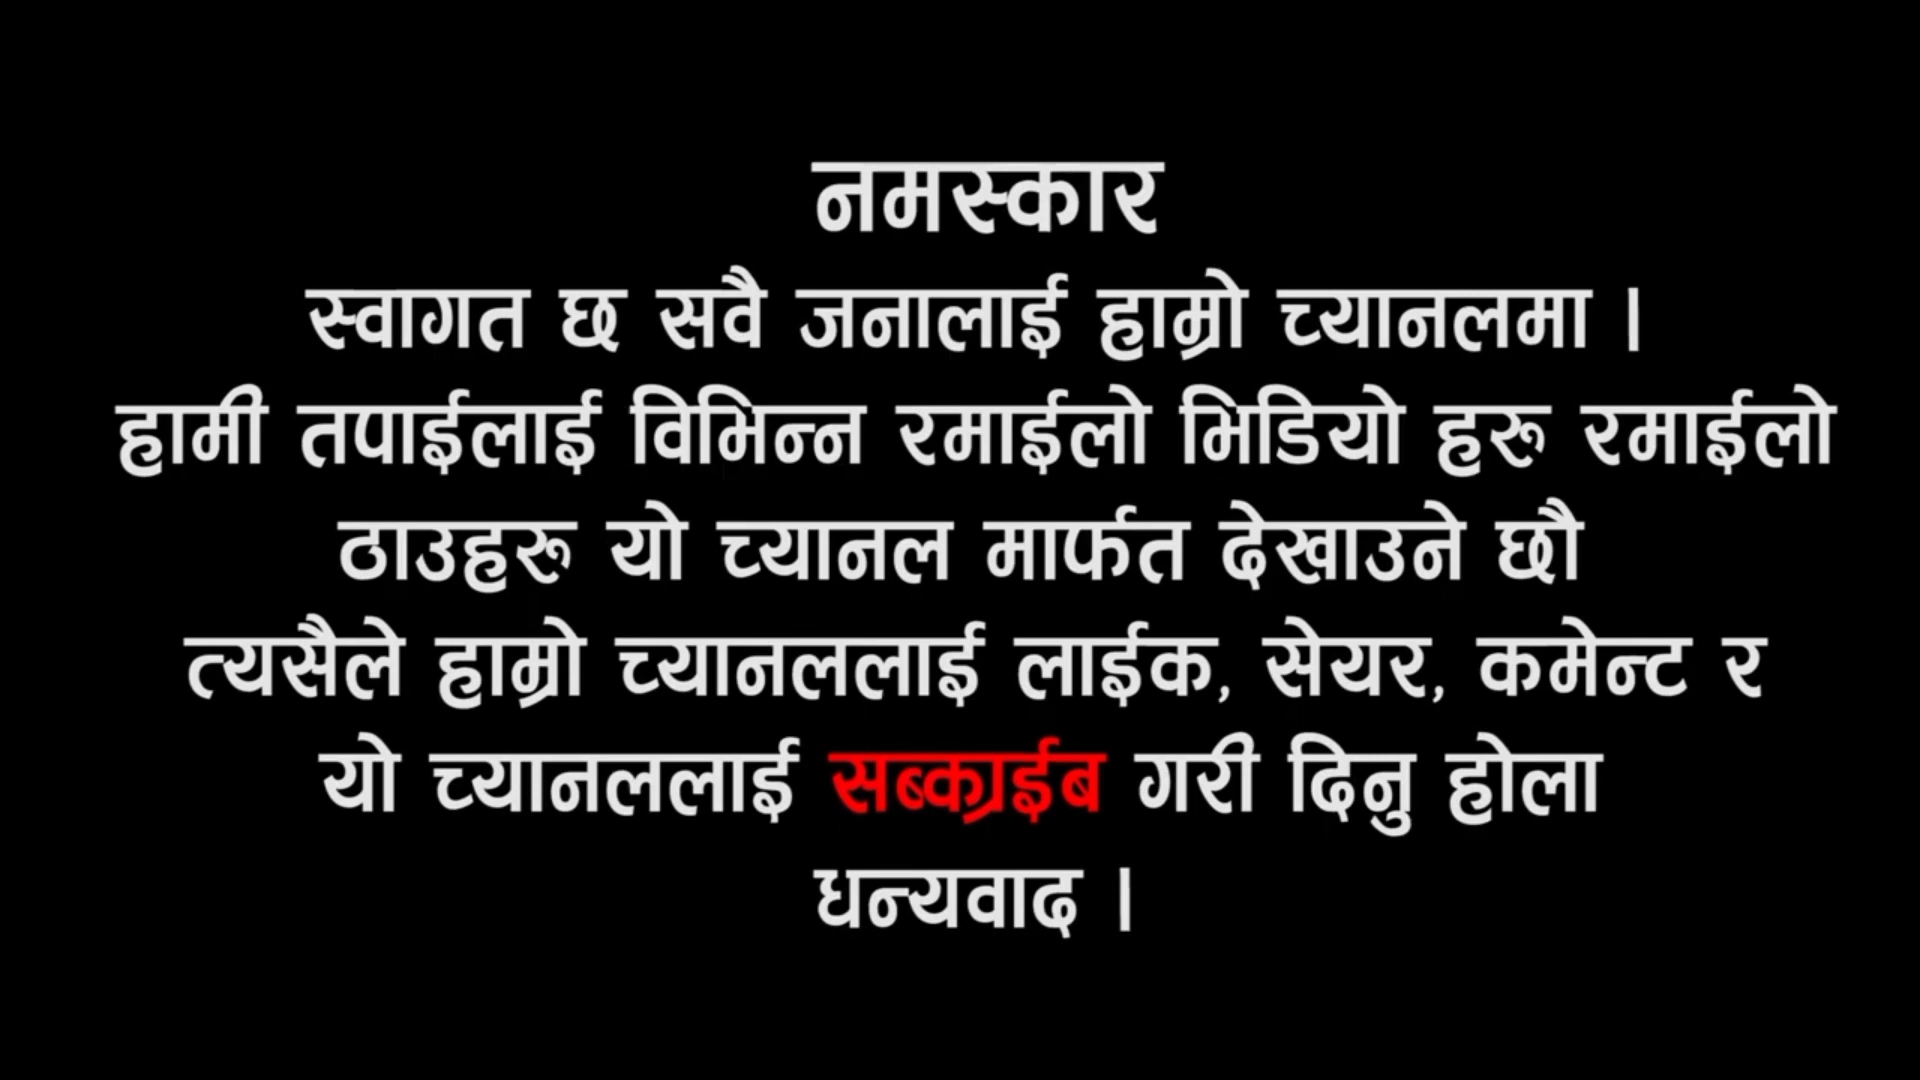 नमस्कार
स्वागत छ सवै जनालाई हाम्रो च्यानलमा ।
हामी तपाईलाई विभिन्न रमाईलो भिडियो हरु रमाईलो
ठाउहरु यो च्यानल मार्फत देखाउने छौ
त्यसैले हाम्रो च्यानललाई लाईक, सेयर, कमेन्ट र
यो च्यानललाई सब्क्राईब गरी दिनु होला
धन्यवाद ।